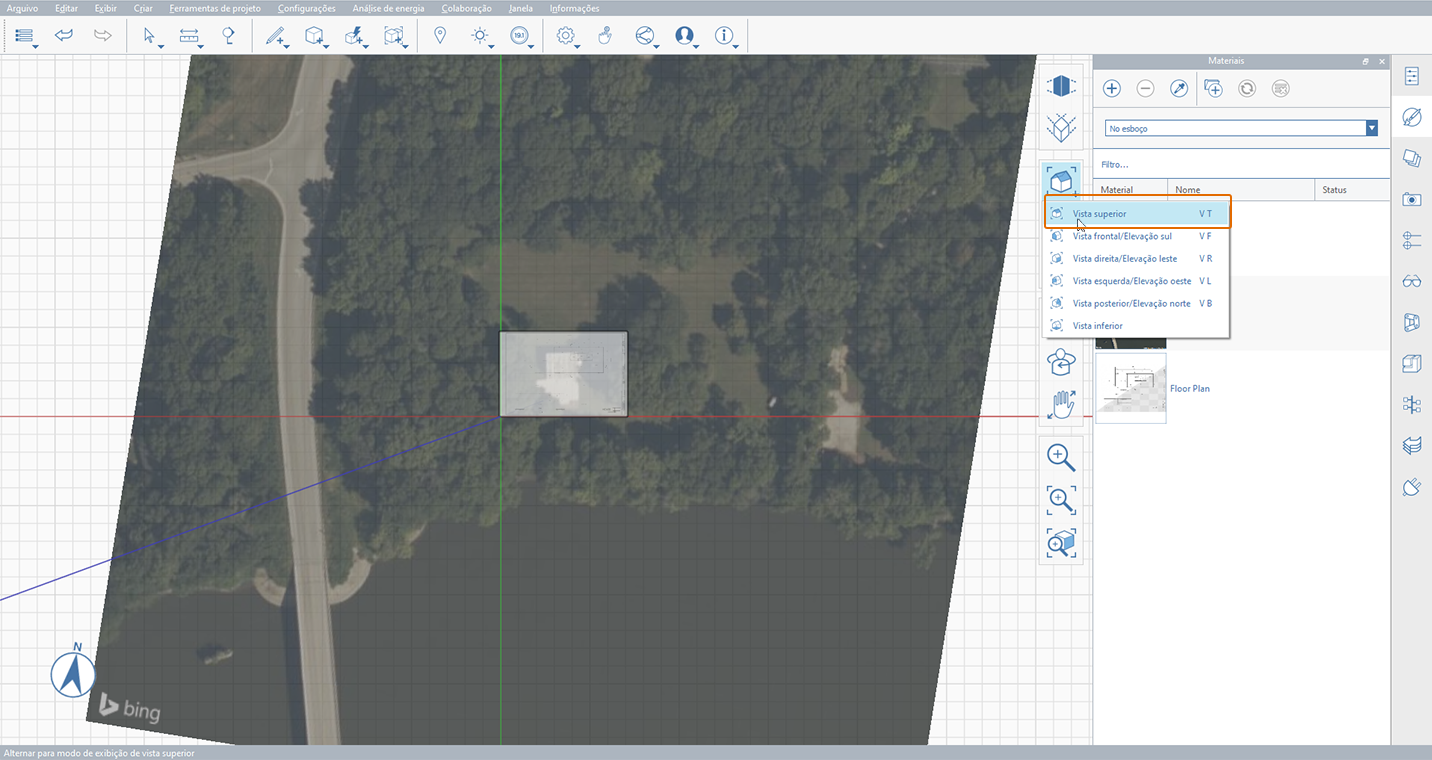 Arquivo Editar Exibir Criar Ferramentas de projeto Configurações Análise de energia Colaboração Janela Informações
19.1
Materiais
No esboço
Filtro...
Material Nome Status
Vista superior V T
Vista frontal/Elevação sul V F
Vista direita/Elevação leste V R
Vista esquerda/Elevação oeste V L
Vista posterior/Elevação norte V B
Vista inferior
Floor Plan
N
bing
Alternar para modo de exibição de vista superior